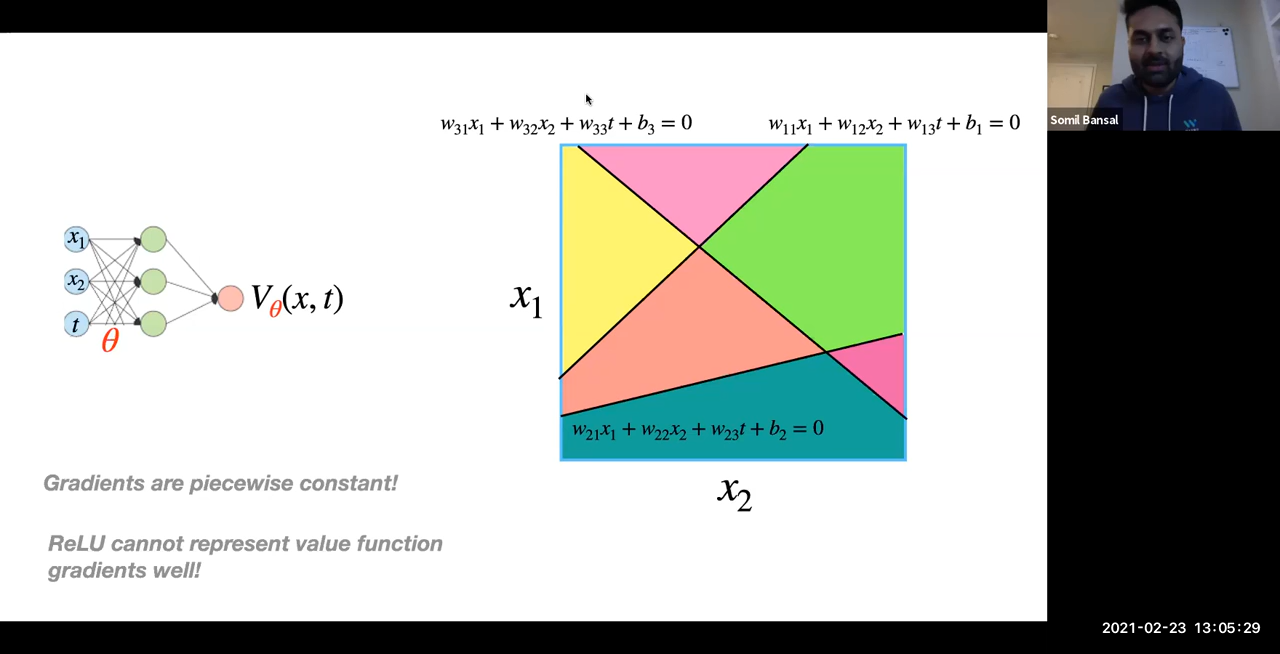 w31x1 + w32x2 + w33t + b3 = 0
w11x1 + w12x2 + w13t + b1 = 0
Somil Bansal
x1
x2
t
θ
Vθ(x, t)
x1
w21x1 + w22x2 + w23t + b2 = 0
x2
Gradients are piecewise constant!
ReLU cannot represent value function
gradients well!
2021-02-23 13:05:29